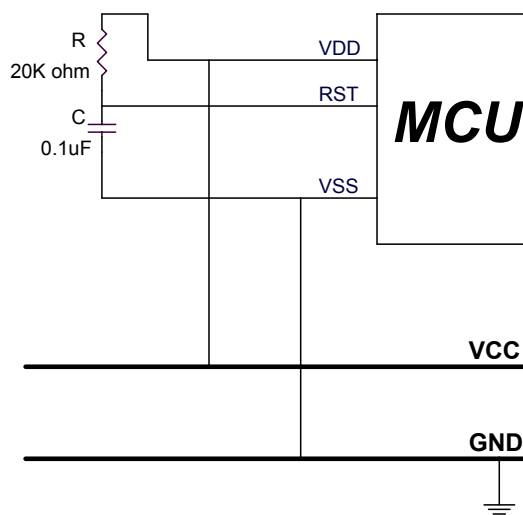 R
20K ohm
C
0.1uF
VDD
RST
VSS
MCU
VCC
GND